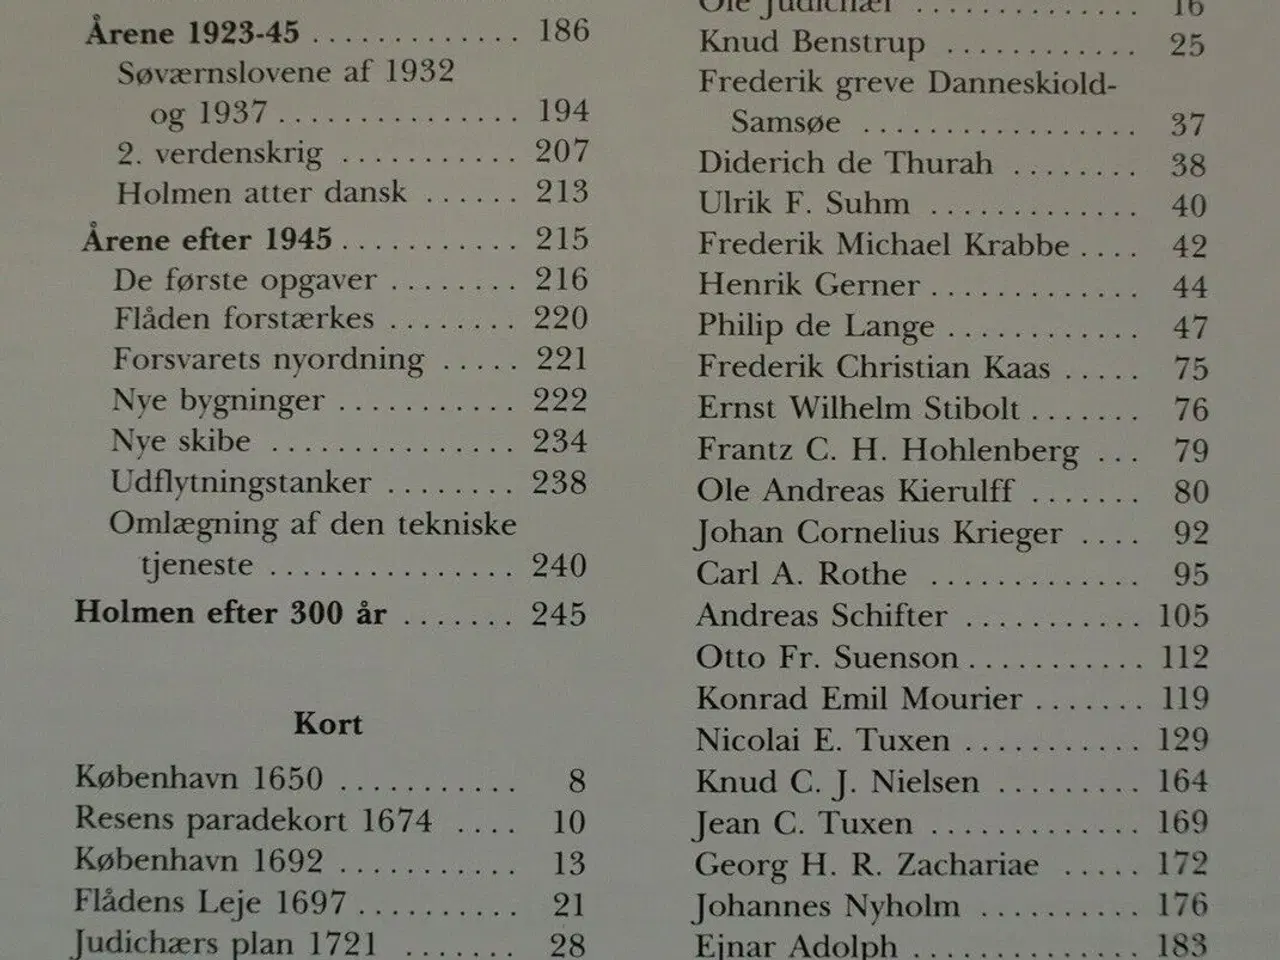 Årene 1923-45 . . . . . . . . . . . . . 186
Søværnslovene af 1932
og 1937 . . . . . . . . . . . . . . . 194
2. verdenskrig . . . . . . . . . . . 207
Holmen atter dansk . . . . . . 213
Årene efter 1945 . . . . . . . . . . . 215
De første opgaver . . . . . . . . 216
Flåden forstærkes . . . . . . . . 220
Forsvarets nyordning . . . . . 221
Nye bygninger . . . . . . . . . . . 222
Nye skibe . . . . . . . . . . . . . . . 234
Udflytningstanker . . . . . . . . 238
Omlægning af den tekniske
tjeneste . . . . . . . . . . . . . . . 240
Holmen efter 300 år . . . . . . . 245
Kort
København 1650 . . . . . . . . . . . 8
Resens paradekort 1674 . . . . 10
København 1692 . . . . . . . . . . . 13
Flådens Leje 1697 . . . . . . . . . . 21
Judichærs plan 1721 . . . . . . . 28
Ole Judichær . . . . . . . . . . . . . . 16
Knud Benstrup . . . . . . . . . . . . 25
Frederik greve Danneskiold-
Samsøe . . . . . . . . . . . . . . . . . 37
Diderich de Thurah . . . . . . . . 38
Ulrik F. Suhm . . . . . . . . . . . . . 40
Frederik Michael Krabbe . . . . 42
Henrik Gerner . . . . . . . . . . . . . 44
Philip de Lange . . . . . . . . . . . . 47
Frederik Christian Kaas . . . . . 75
Ernst Wilhelm Stibolt . . . . . . . 76
Frantz C. H. Hohlenberg . . . 79
Ole Andreas Kierulff . . . . . . . 80
Johan Cornelius Krieger . . . . 92
Carl A. Rothe . . . . . . . . . . . . . 95
Andreas Schifter . . . . . . . . . . . 105
Otto Fr. Suenson . . . . . . . . . . . 112
Konrad Emil Mourier . . . . . . . 119
Nicolai E. Tuxen . . . . . . . . . . . 129
Knud C. J. Nielsen . . . . . . . . . 164
Jean C. Tuxen . . . . . . . . . . . . . 169
Georg H. R. Zachariae . . . . . 172
Johannes Nyholm . . . . . . . . . . 176
Ejnar Adolph . . . . . . . . . . . . . . 183